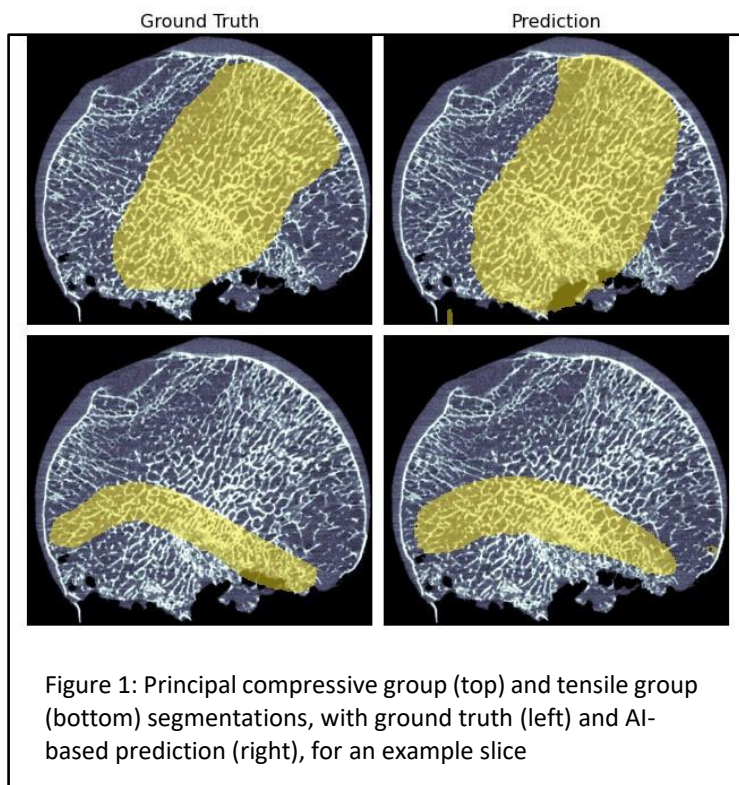 Ground Truth
Prediction
Figure 1: Principal compressive group (top) and tensile group
(bottom) segmentations, with ground truth (left) and AI-
based prediction (right), for an example slice